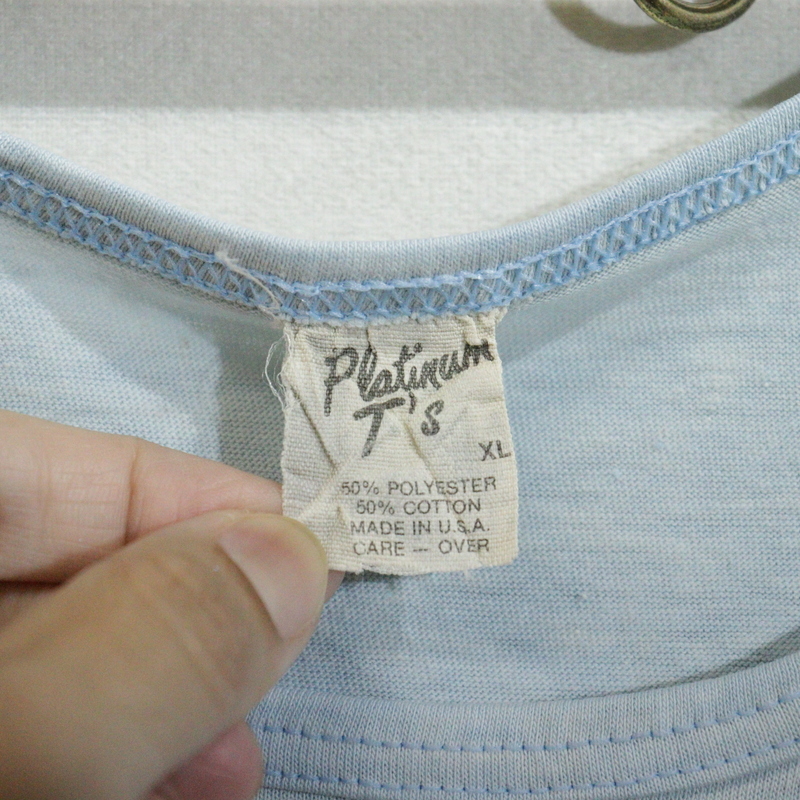 Platinum
T's
XL
50% POLYESTER
50% COTTON
MADE IN U.S.A.
CARE — OVER